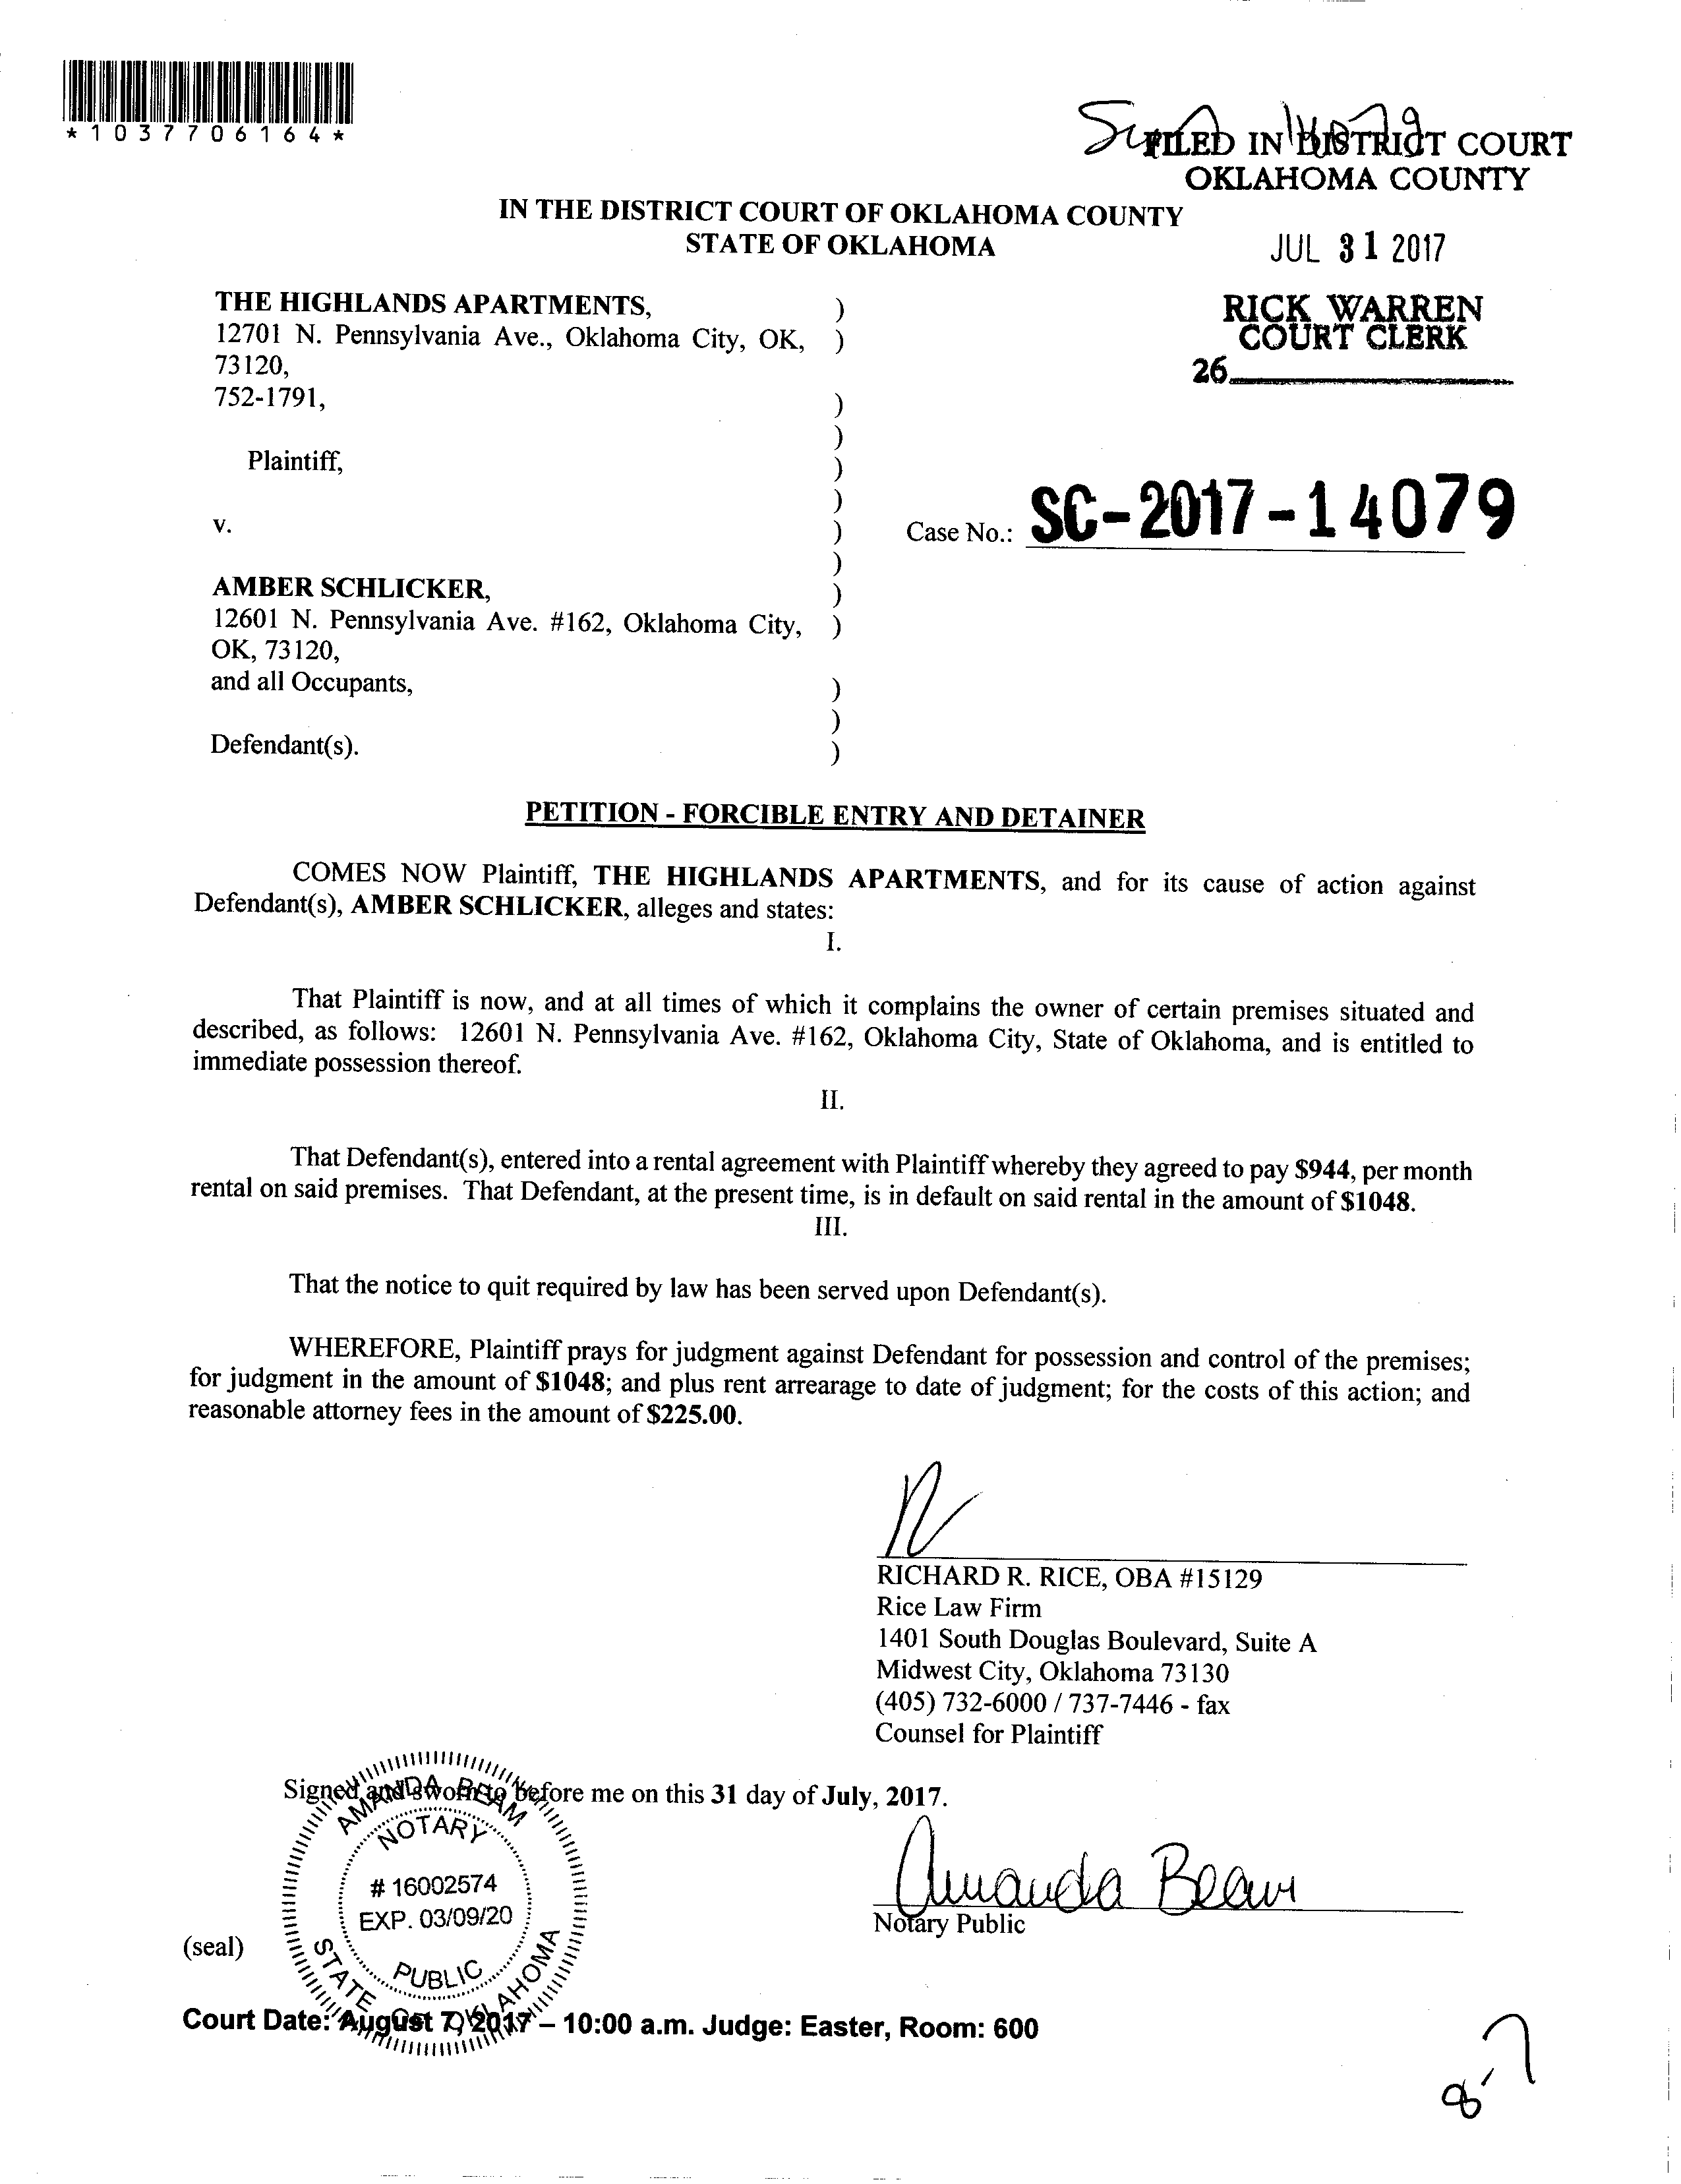 *1037706164*
FILED IN DISTRICT COURT
OKLAHOMA COUNTY
IN THE DISTRICT COURT OF OKLAHOMA COUNTY
STATE OF OKLAHOMA
JUL 31 2017
RICK WARREN
COURT CLERK
26
THE HIGHLANDS APARTMENTS, )
12701 N. Pennsylvania Ave., Oklahoma City, OK, )
73120,
752-1791, )
)
Plaintiff, )
)
v. )
Case No.: SC-2017-14079
)
AMBER SCHLICKER, )
12601 N. Pennsylvania Ave. #162, Oklahoma City, )
OK, 73120,
and all Occupants, )
)
Defendant(s). )
PETITION - FORCIBLE ENTRY AND DETAINER
COMES NOW Plaintiff, THE HIGHLANDS APARTMENTS, and for its cause of action against
Defendant(s), AMBER SCHLICKER, alleges and states:
I.
That Plaintiff is now, and at all times of which it complains the owner of certain premises situated and
described, as follows: 12601 N. Pennsylvania Ave. #162, Oklahoma City, State of Oklahoma, and is entitled to
immediate possession thereof.
II.
That Defendant(s), entered into a rental agreement with Plaintiff whereby they agreed to pay $944, per month
rental on said premises. That Defendant, at the present time, is in default on said rental in the amount of $1048.
III.
That the notice to quit required by law has been served upon Defendant(s).
WHEREFORE, Plaintiff prays for judgment against Defendant for possession and control of the premises;
for judgment in the amount of $1048; and plus rent arrearage to date of judgment; for the costs of this action; and
reasonable attorney fees in the amount of $225.00.
RICHARD R. RICE, OBA #15129
Rice Law Firm
1401 South Douglas Boulevard, Suite A
Midwest City, Oklahoma 73130
(405) 732-6000 / 737-7446 - fax
Counsel for Plaintiff
Signed and sworn to before me on this 31 day of July, 2017.
AMANDA BEAM
NOTARY
# 16002574
EXP. 03/09/20
PUBLIC
STATE OF OKLAHOMA
Amanda Beam
Notary Public
(seal)
Court Date: August 7, 2017 – 10:00 a.m. Judge: Easter, Room: 600
8-7